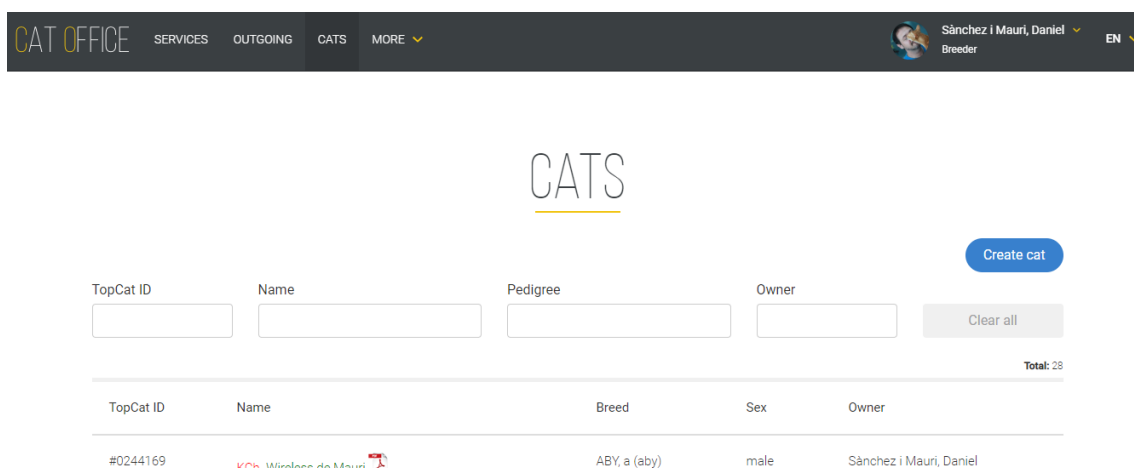 CAT OFFICE SERVICES OUTGOING CATS MORE Sànchez i Mauri, Daniel EN
Breeder
CATS
Create cat
TopCat ID Name Pedigree Owner
Clear all
Total: 28
TopCat ID Name Breed Sex Owner
#0244169 KCh. Wireless de Mauri ABY, a (aby) male Sànchez i Mauri, Daniel